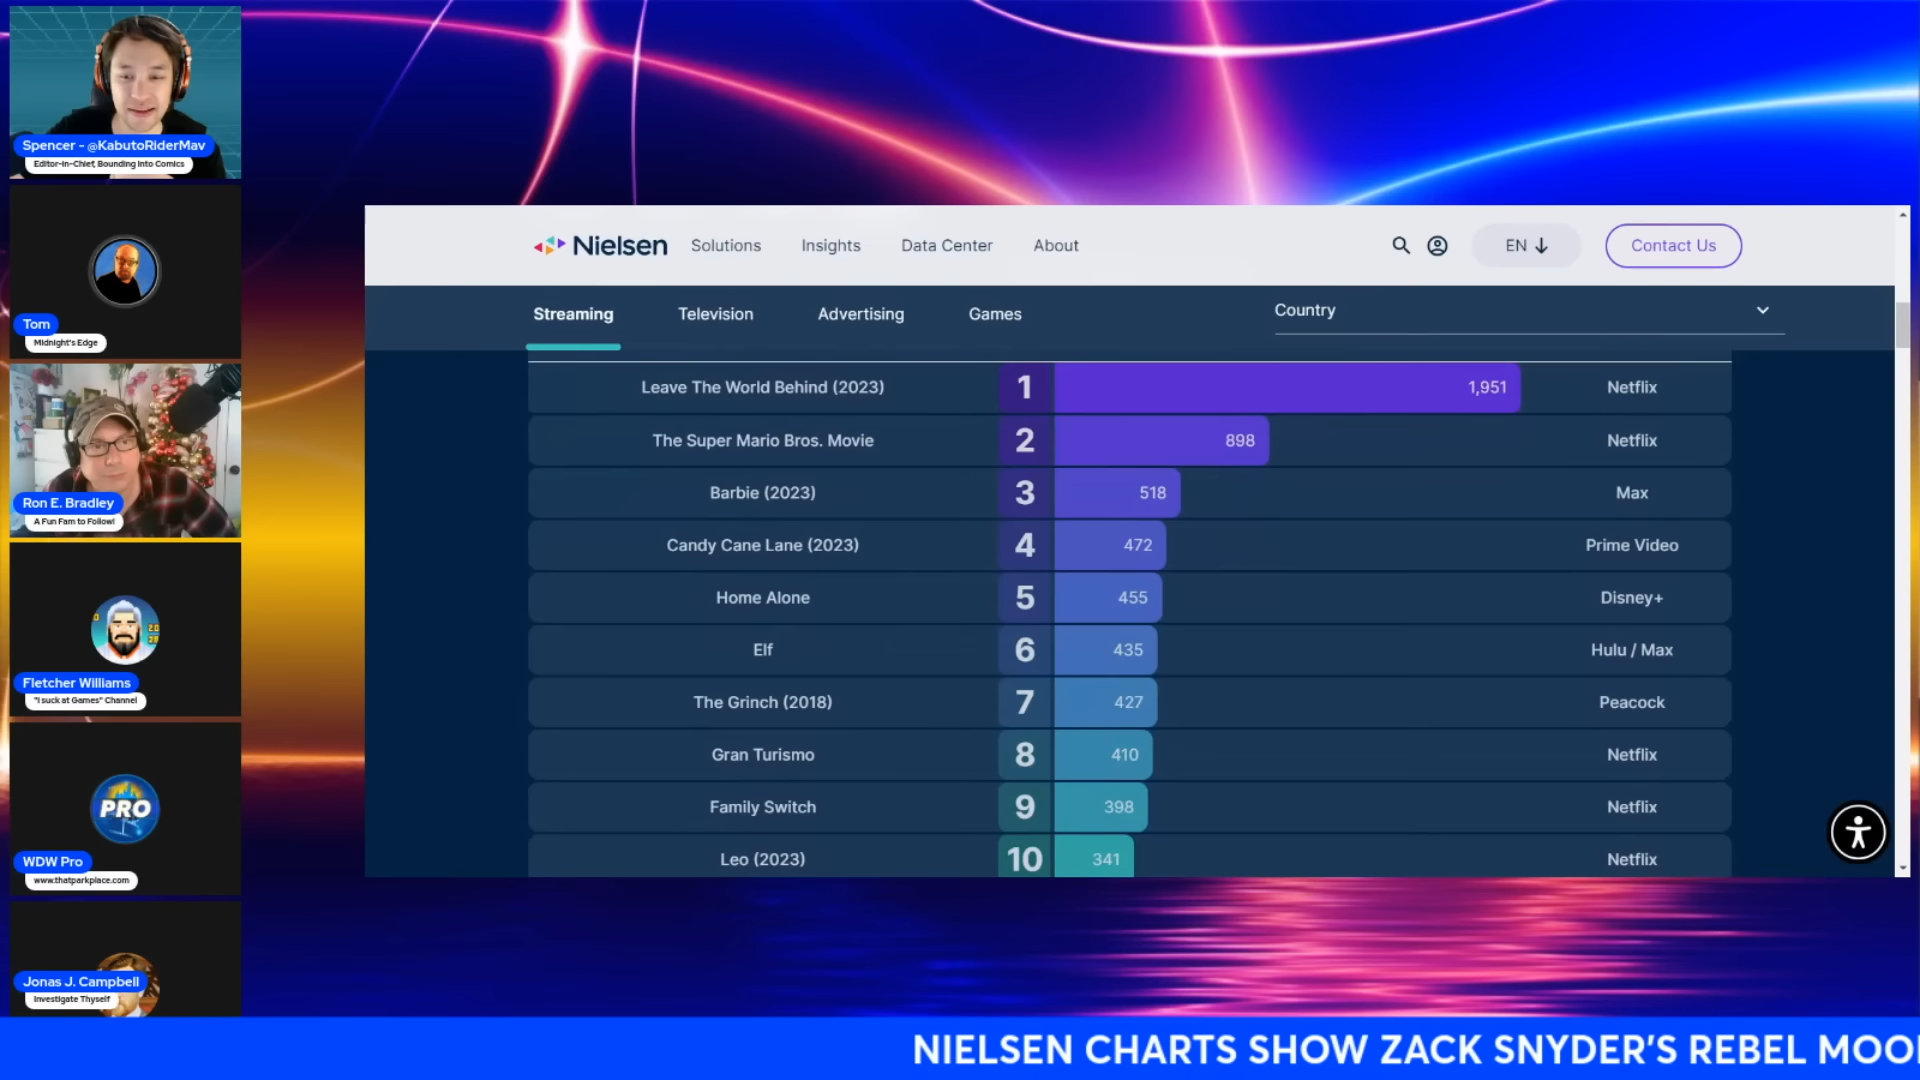 Spencer - @KabutoRiderMav
Editor-in-Chief, Bounding Into Comics
Tom
Midnight's Edge
Ron E. Bradley
A Fun Fam to Follow!
Fletcher Williams
"I suck at Games" Channel
PRO
WDW Pro
www.thatparkplace.com
Jonas J. Campbell
Investigate Thyself
Nielsen Solutions Insights Data Center About EN Contact Us
Streaming Television Advertising Games Country
Leave The World Behind (2023) 1 1,951 Netflix
The Super Mario Bros. Movie 2 898 Netflix
Barbie (2023) 3 518 Max
Candy Cane Lane (2023) 4 472 Prime Video
Home Alone 5 455 Disney+
Elf 6 435 Hulu / Max
The Grinch (2018) 7 427 Peacock
Gran Turismo 8 410 Netflix
Family Switch 9 398 Netflix
Leo (2023) 10 341 Netflix
NIELSEN CHARTS SHOW ZACK SNYDER'S REBEL MOO